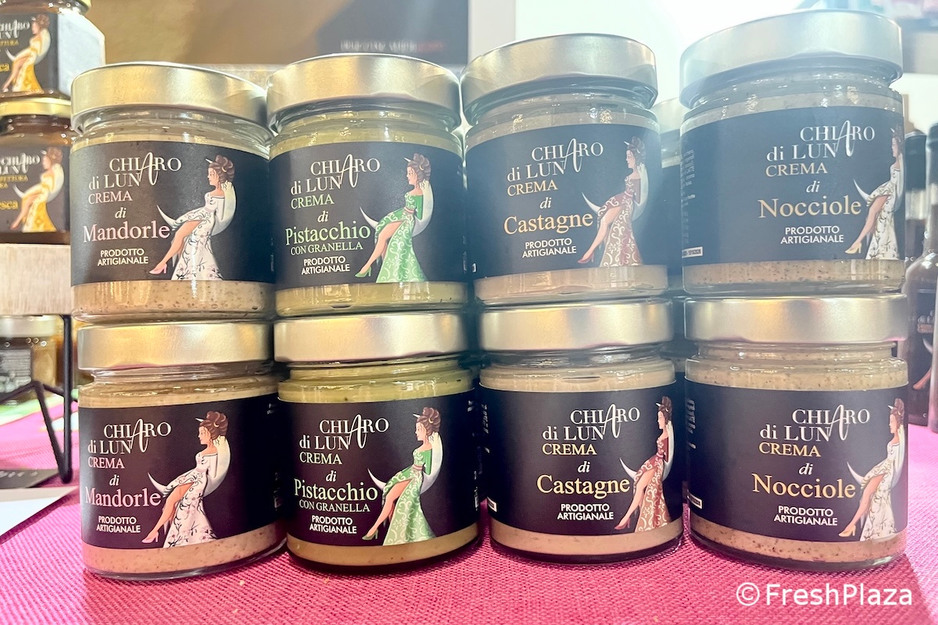 CHIARO
di LUNA
CREMA
di
Mandorle
PRODOTTO
ARTIGIANALE
CHIARO
di LUNA
CREMA
di
Pistacchio
CON GRANELLA
PRODOTTO
ARTIGIANALE
CHIARO
di LUNA
CREMA
di
Castagne
PRODOTTO
ARTIGIANALE
CHIARO
di LUNA
CREMA
di
Nocciole
PRODOTTO
ARTIGIANALE
CHIARO
di LUNA
CREMA
di
Mandorle
PRODOTTO
ARTIGIANALE
CHIARO
di LUNA
CREMA
di
Pistacchio
CON GRANELLA
PRODOTTO
ARTIGIANALE
CHIARO
di LUNA
CREMA
di
Castagne
PRODOTTO
ARTIGIANALE
CHIARO
di LUNA
CREMA
di
Nocciole
PRODOTTO
ARTIGIANALE
©FreshPlaza